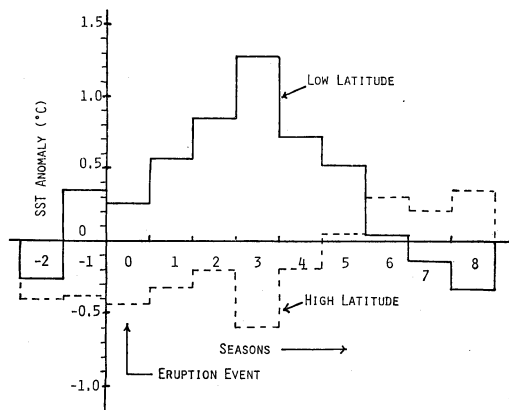 1.5
LOW LATITUDE
1.0
SST ANOMALY (°C)
0.5
0
-2 -1 0 1 2 3 4 5 6 7 8
HIGH LATITUDE
-0.5
SEASONS
ERUPTION EVENT
-1.0